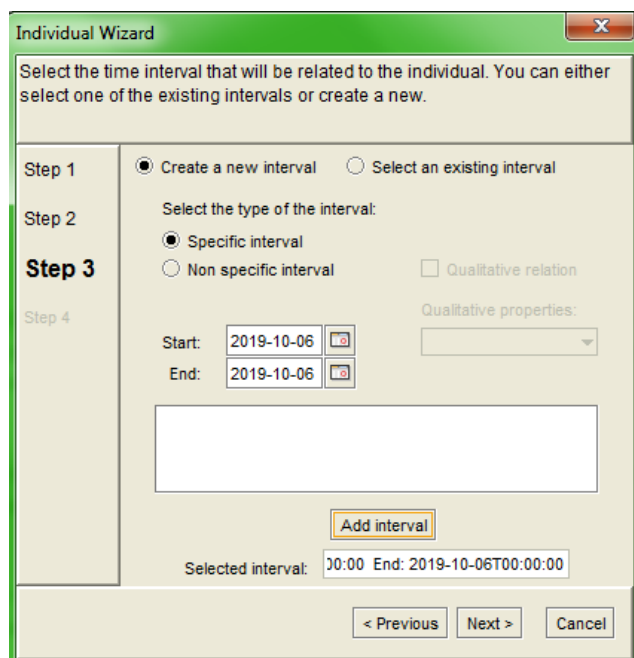 Individual Wizard
Select the time interval that will be related to the individual. You can either
select one of the existing intervals or create a new.
Step 1
Step 2
Step 3
Step 4
Create a new interval Select an existing interval
Select the type of the interval:
Specific interval
Non specific interval Qualitative relation
Qualitative properties:
Start: 2019-10-06
End: 2019-10-06
Add interval
Selected interval: 00:00 End: 2019-10-06T00:00:00
< Previous Next > Cancel